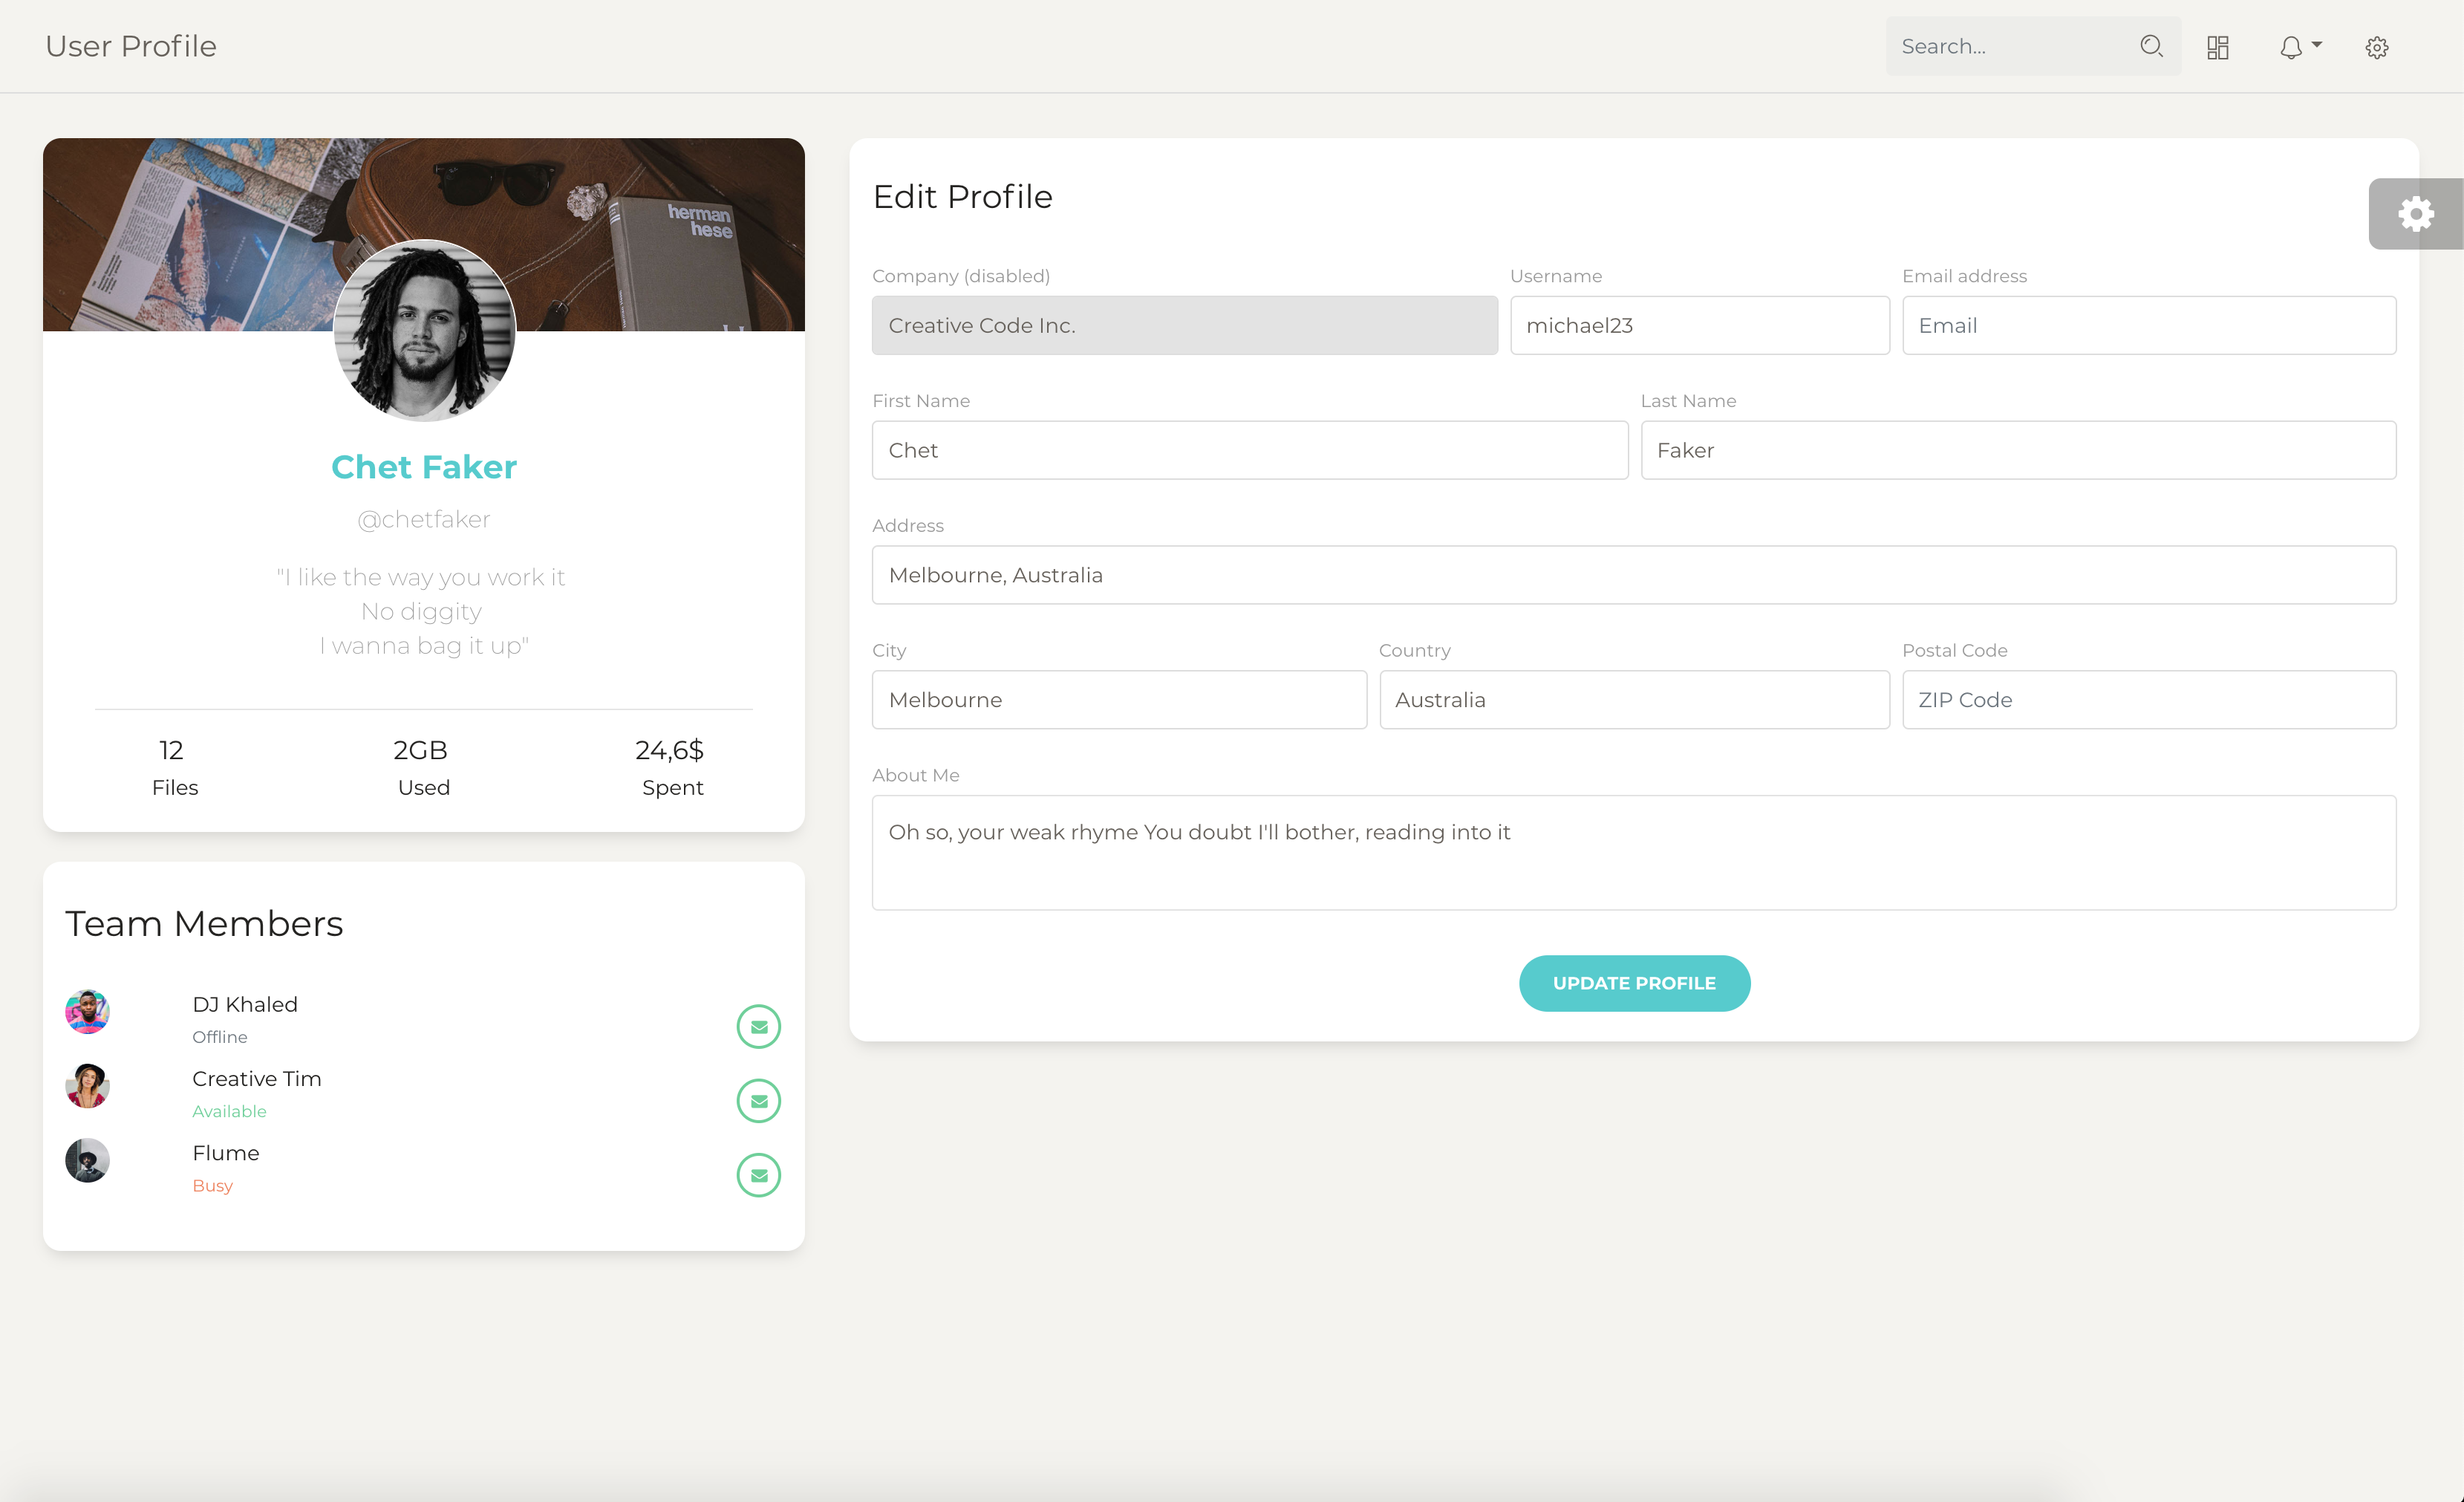 User Profile
Search...
herman
hese
Chet Faker
@chetfaker
"I like the way you work it
No diggity
I wanna bag it up"
12
Files
2GB
Used
24,6$
Spent
Team Members
DJ Khaled
Offline
Creative Tim
Available
Flume
Busy
Edit Profile
Company (disabled)
Creative Code Inc.
Username
michael23
Email address
Email
First Name
Chet
Last Name
Faker
Address
Melbourne, Australia
City
Melbourne
Country
Australia
Postal Code
ZIP Code
About Me
Oh so, your weak rhyme You doubt I'll bother, reading into it
UPDATE PROFILE